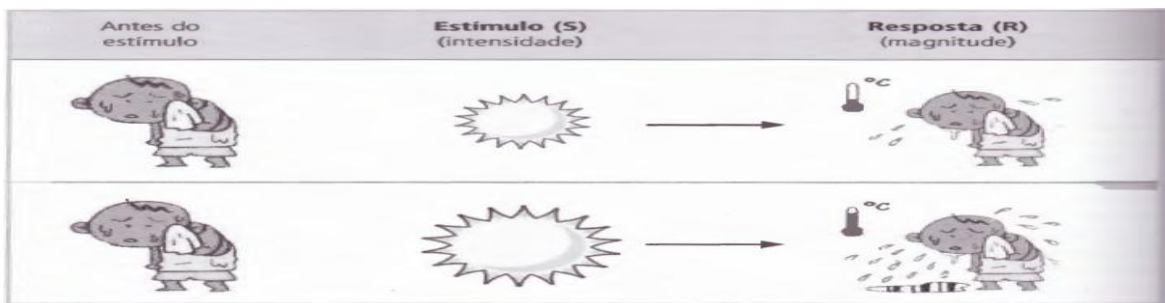 Antes do
estímulo
Estímulo (S)
(intensidade)
Resposta (R)
(magnitude)
°C
°C